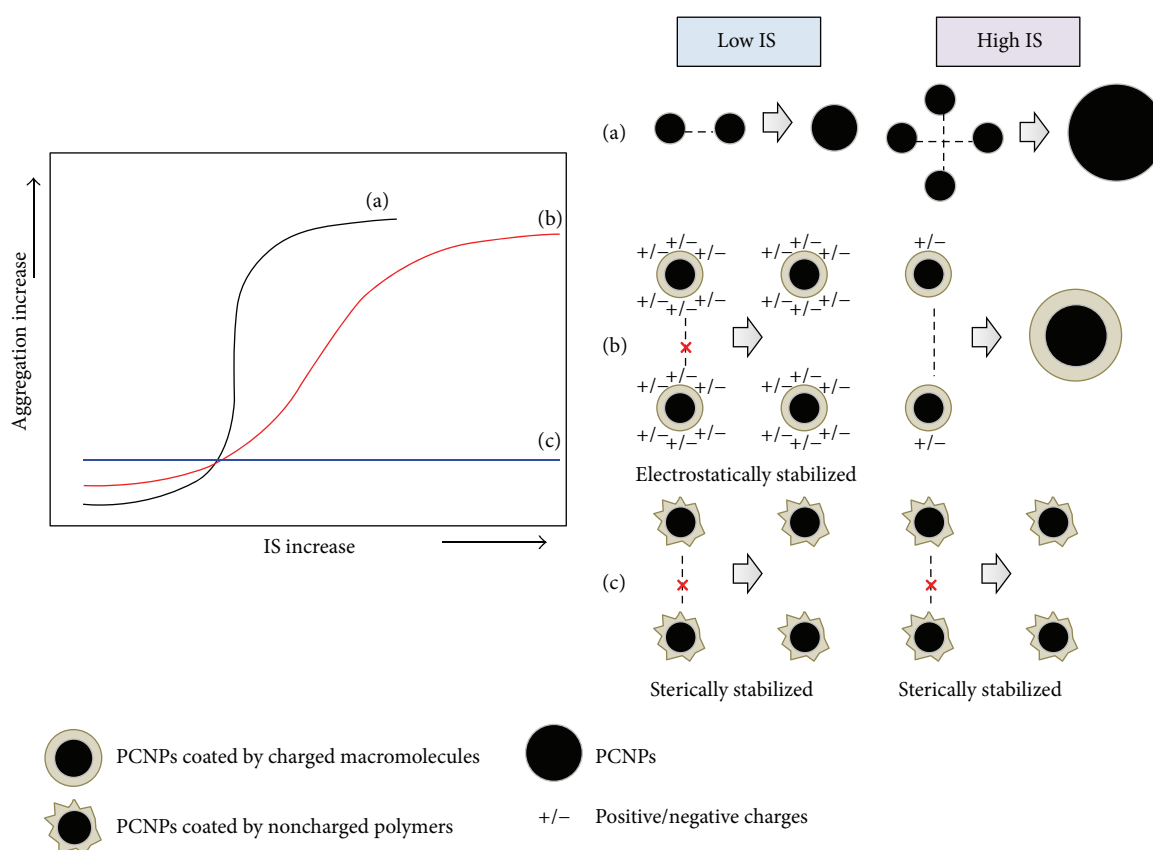 Low IS
High IS
(a)
(a)
(b)
(c)
Aggregation increase
IS increase
+/−
+/− +/−
+/− +/−
+/−
+/−
+/− +/−
+/− +/−
+/−
+/−
(b)
+/−
+/− +/−
+/− +/−
+/−
+/−
+/− +/−
+/− +/−
+/−
+/−
Electrostatically stabilized
(c)
Sterically stabilized
Sterically stabilized
PCNPs coated by charged macromolecules
PCNPs
PCNPs coated by noncharged polymers
+/− Positive/negative charges